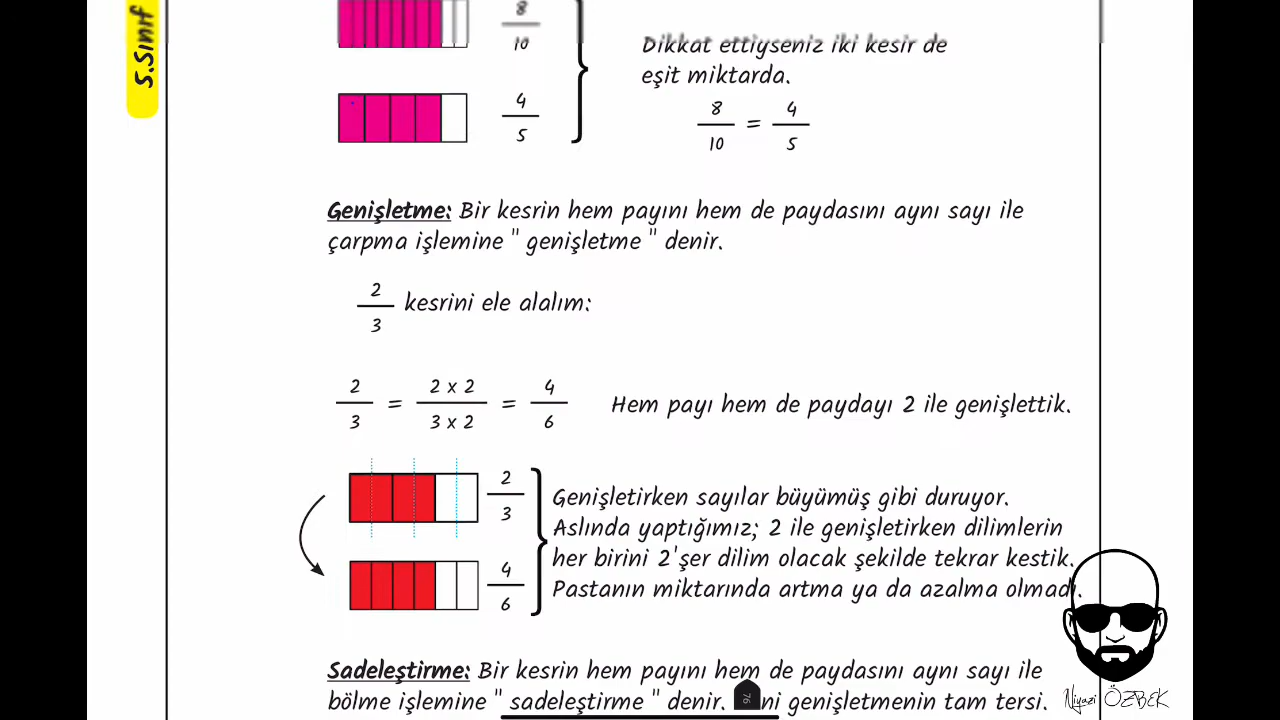 5.Sınıf
8
10
Dikkat ettiyseniz iki kesir de
eşit miktarda.
4
5
8 / 10 = 4 / 5
Genişletme: Bir kesrin hem payını hem de paydasını aynı sayı ile
çarpma işlemine " genişletme " denir.
2 / 3 kesrini ele alalım:
2 / 3 = 2 x 2 / 3 x 2 = 4 / 6 Hem payı hem de paydayı 2 ile genişlettik.
2
3
Genişletirken sayılar büyümüş gibi duruyor.
Aslında yaptığımız; 2 ile genişletirken dilimlerin
her birini 2'şer dilim olacak şekilde tekrar kestik.
Pastanın miktarında artma ya da azalma olmadı.
4
6
Sadeleştirme: Bir kesrin hem payını hem de paydasını aynı sayı ile
bölme işlemine " sadeleştirme " denir. genişletmenin tam tersi.
76
Niyazi ÖZBEK